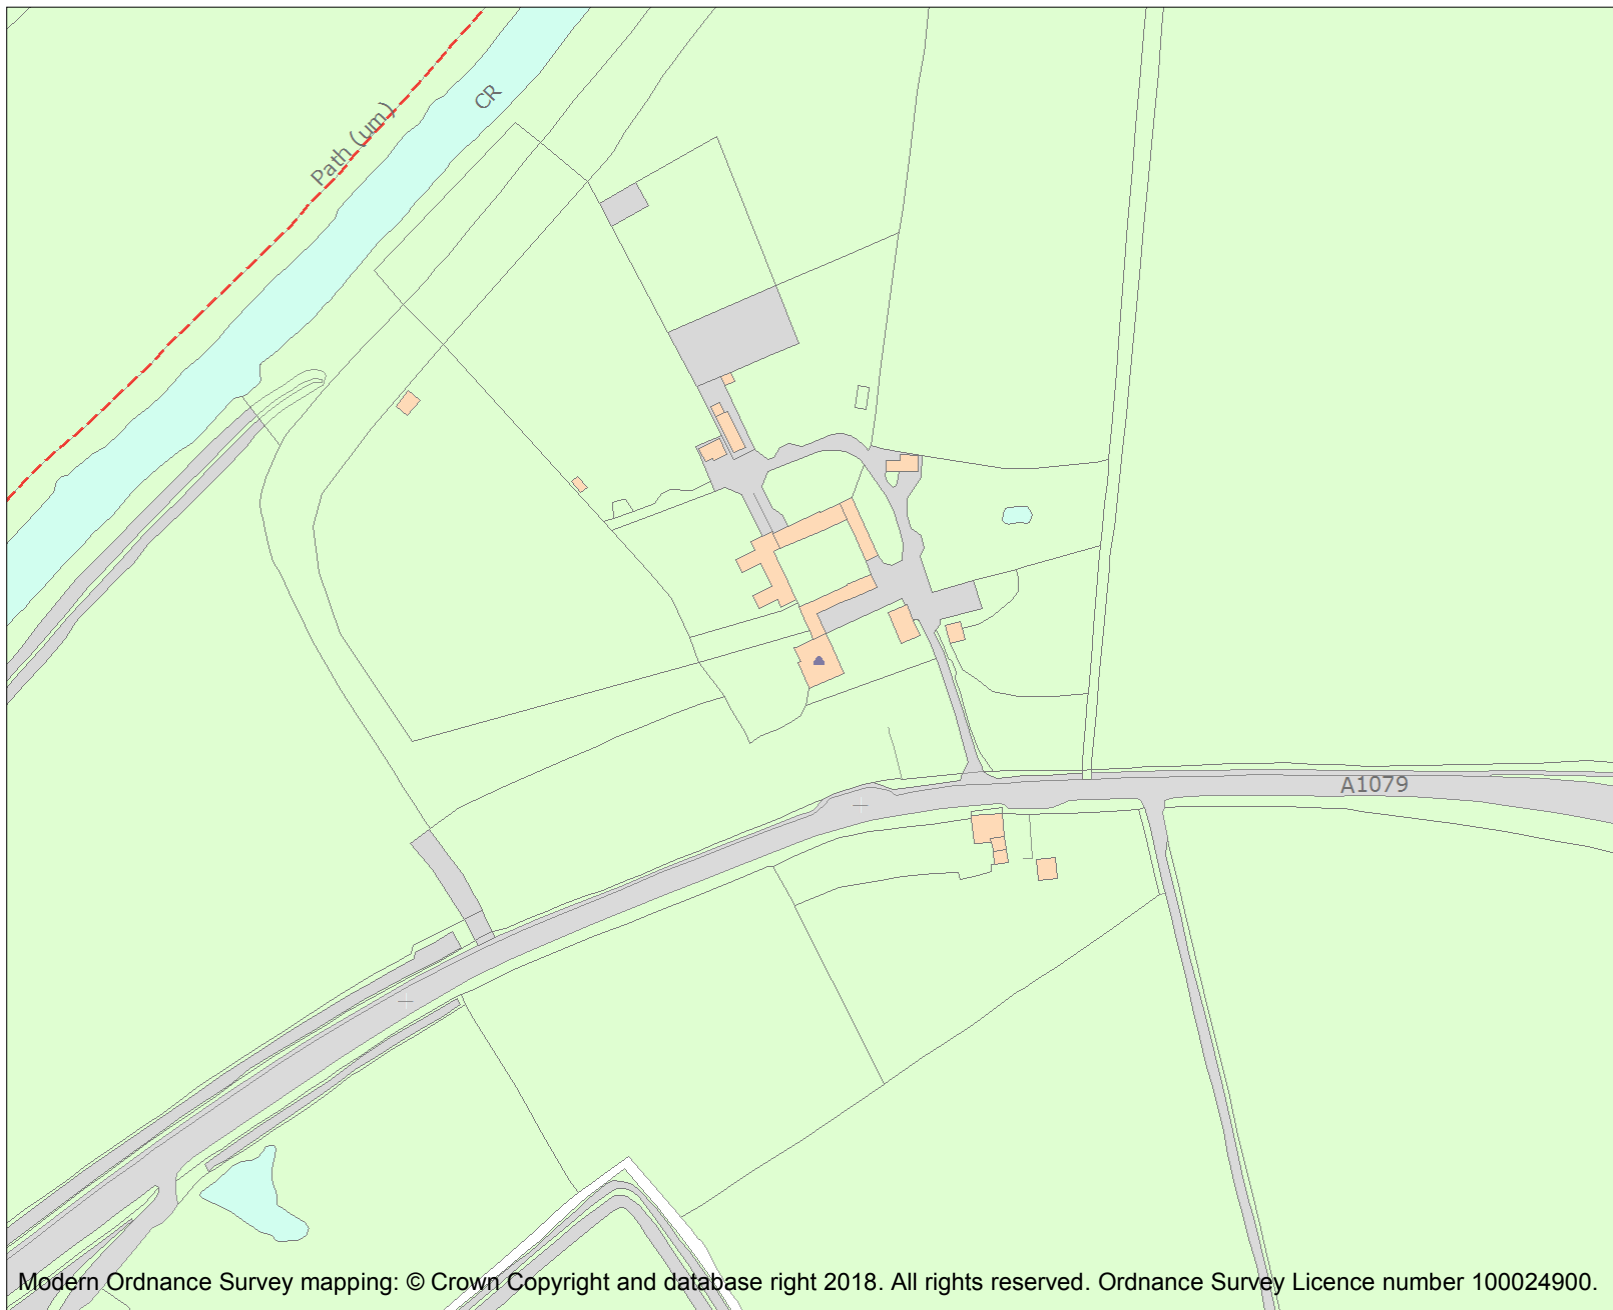 CR
Path (um)
A1079
Modern Ordnance Survey mapping: © Crown Copyright and database right 2018. All rights reserved. Ordnance Survey Licence number 100024900.